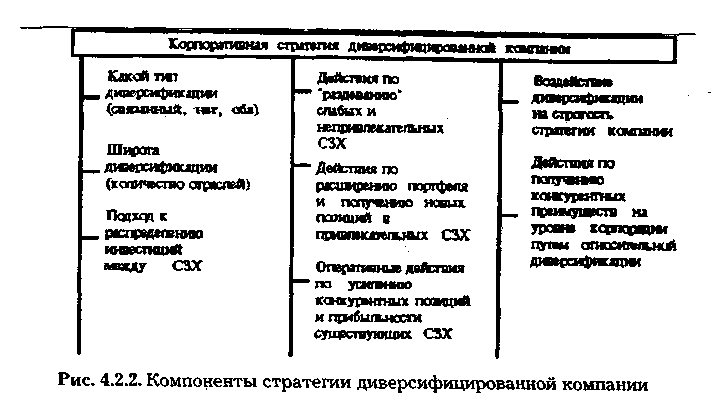 Корпоративная стратегия диверсифицированной компании
Какой тип
диверсификации
(связанный, нет, оба)
Широта
диверсификации
(количество отраслей)
Подход к
распределению
инвестиций
между СЗХ
Действия по
"раздеванию"
слабых и
непривлекательных
СЗХ
Действия по
расширению портфеля
и получению новых
позиций в
привлекательных СЗХ
Оперативные действия
по усилению
конкурентных позиций
и прибыльности
существующих СЗХ
Воздействие
диверсификации
на строгость
стратегии компании
Действия по
получению
конкурентных
преимуществ на
уровне корпорации
путем относительной
диверсификации
Рис. 4.2.2. Компоненты стратегии диверсифицированной компании